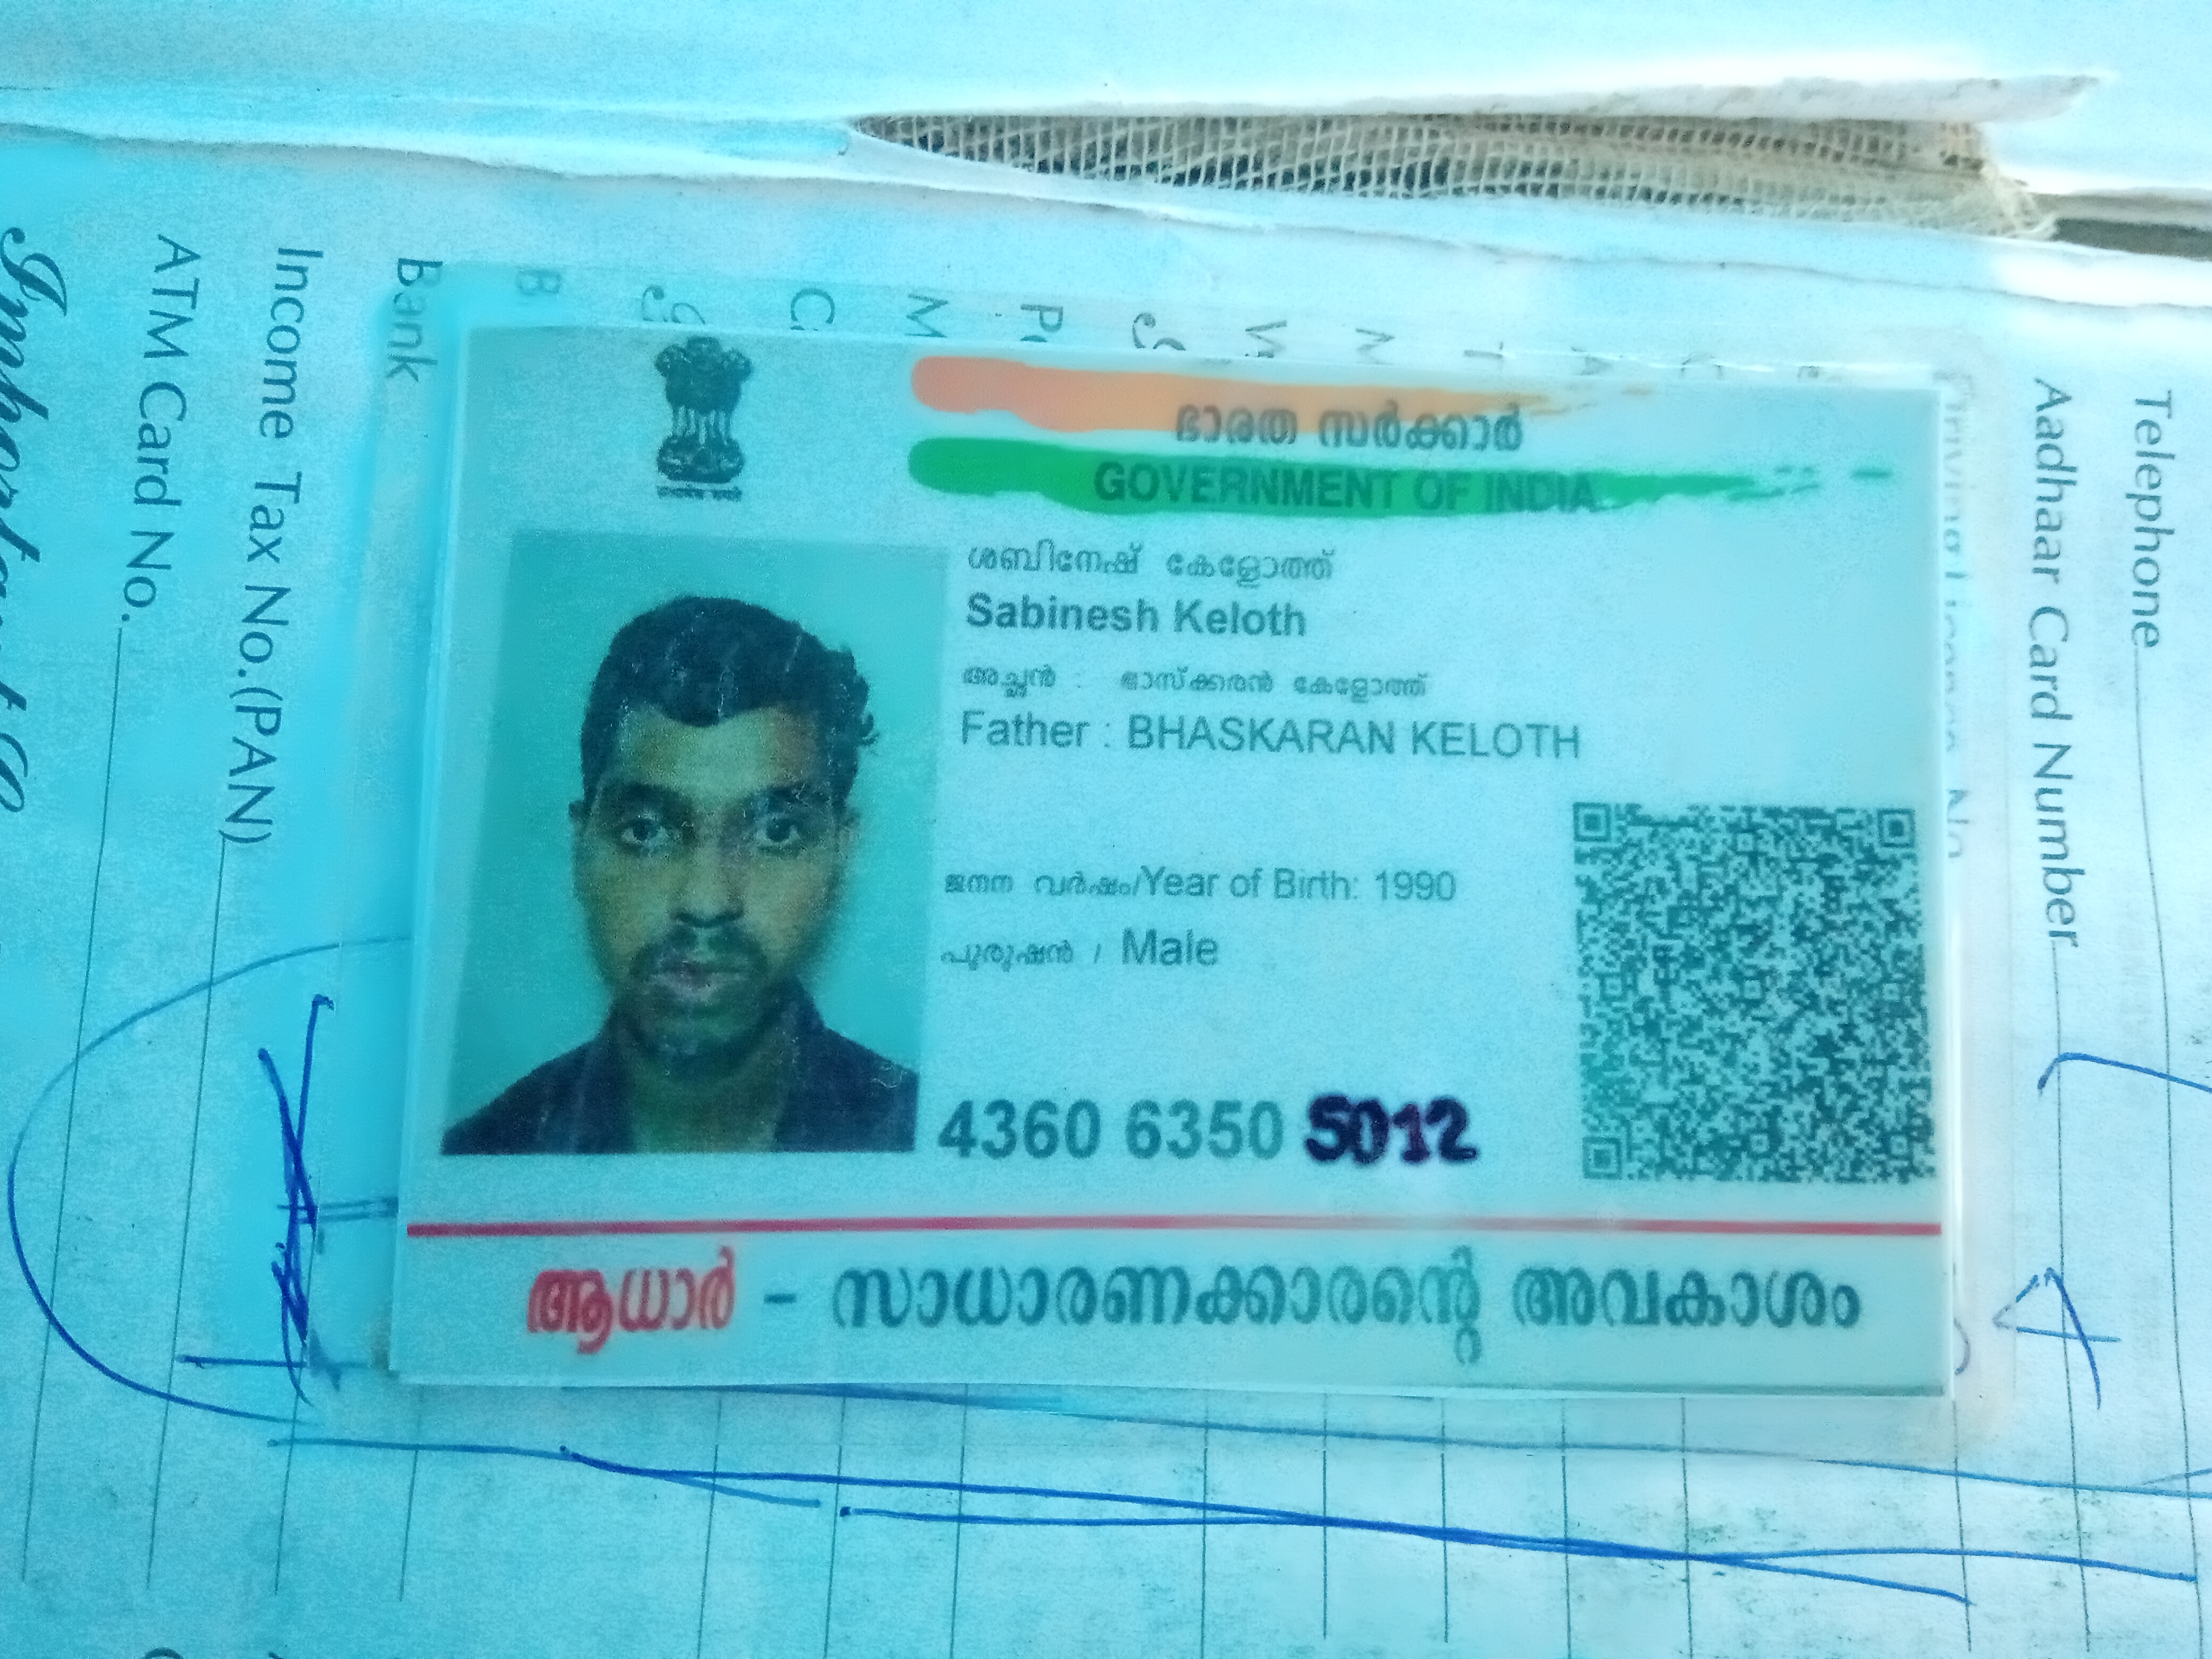 ഭാരത സർക്കാർ
GOVERNMENT OF INDIA
ശബിനേഷ് കേളോത്ത്
Sabinesh Keloth
അച്ഛൻ : ഭാസ്ക്കരൻ കേളോത്ത്
Father : BHASKARAN KELOTH
ജനന വർഷം/Year of Birth: 1990
പുരുഷൻ / Male
4360 6350 5012
ആധാർ - സാധാരണക്കാരന്റെ അവകാശം
Telephone
Aadhaar Card Number
Bank
Income Tax No.(PAN)
ATM Card No.